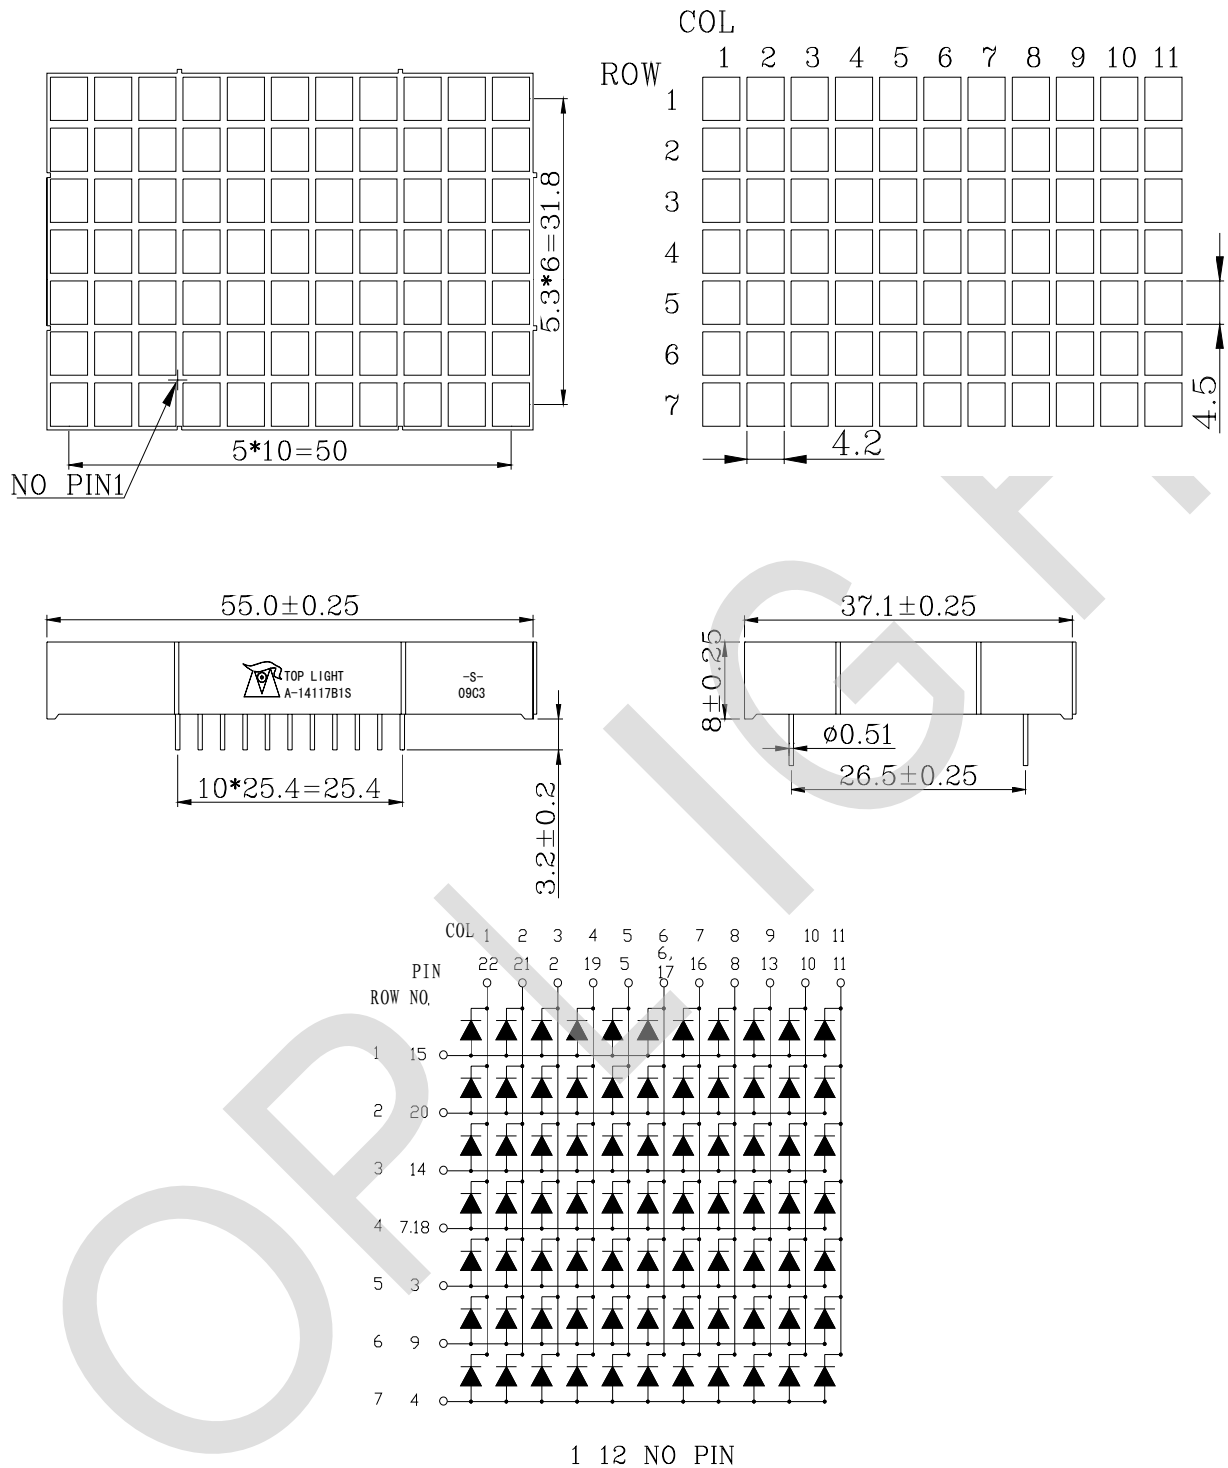 COL
1 2 3 4 5 6 7 8 9 10 11
ROW
1
2
3
4
5
6
7
5.3*6=31.8
5*10=50
NO PIN1
4.5
4.2
55.0±0.25
TOP LIGHT
A-14117B1S
-S-
09C3
10*25.4=25.4
3.2±0.2
37.1±0.25
8±0.25
Ø0.51
26.5±0.25
COL 1 2 3 4 5 6 7 8 9 10 11
PIN 22 21 2 19 5 6,17 16 8 13 10 11
ROW NO.
1 15
2 20
3 14
4 7.18
5 3
6 9
7 4
1 12 NO PIN
OPLIGH